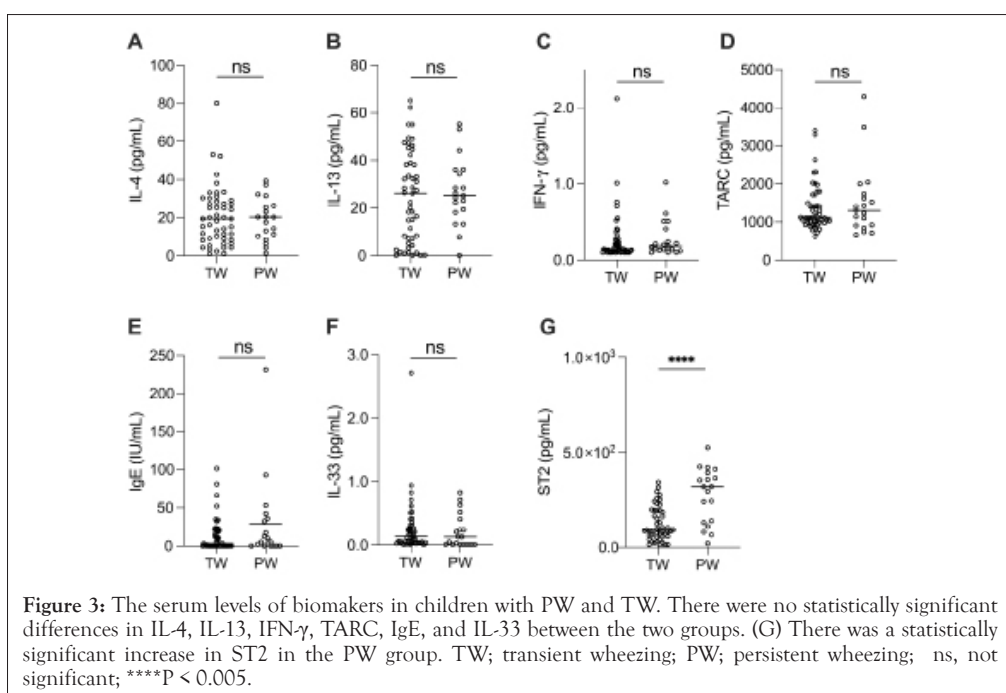 A
B
C
D
ns
ns
ns
ns
100
80
60
40
20
0
IL-4 (pg/mL)
TW PW
80
60
40
20
0
IL-13 (pg/mL)
TW PW
2.0
1.0
0.0
IFN-γ (pg/mL)
TW PW
5000
4000
3000
2000
1000
0
TARC (pg/mL)
TW PW
E
F
G
ns
ns
****
250
200
150
100
50
0
IgE (IU/mL)
TW PW
3.0
2.0
1.0
0.0
IL-33 (pg/mL)
TW PW
1.0×10³
5.0×10²
0.0
ST2 (pg/mL)
TW PW
Figure 3: The serum levels of biomakers in children with PW and TW. There were no statistically significant
differences in IL-4, IL-13, IFN-γ, TARC, IgE, and IL-33 between the two groups. (G) There was a statistically
significant increase in ST2 in the PW group. TW; transient wheezing; PW; persistent wheezing; ns, not
significant; ****P < 0.005.